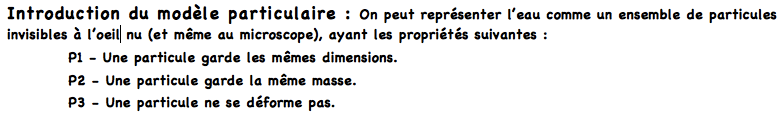 Introduction du modèle particulaire : On peut représenter l'eau comme un ensemble de particules
invisibles à l'oeil nu (et même au microscope), ayant les propriétés suivantes :
P1 - Une particule garde les mêmes dimensions.
P2 - Une particule garde la même masse.
P3 - Une particule ne se déforme pas.